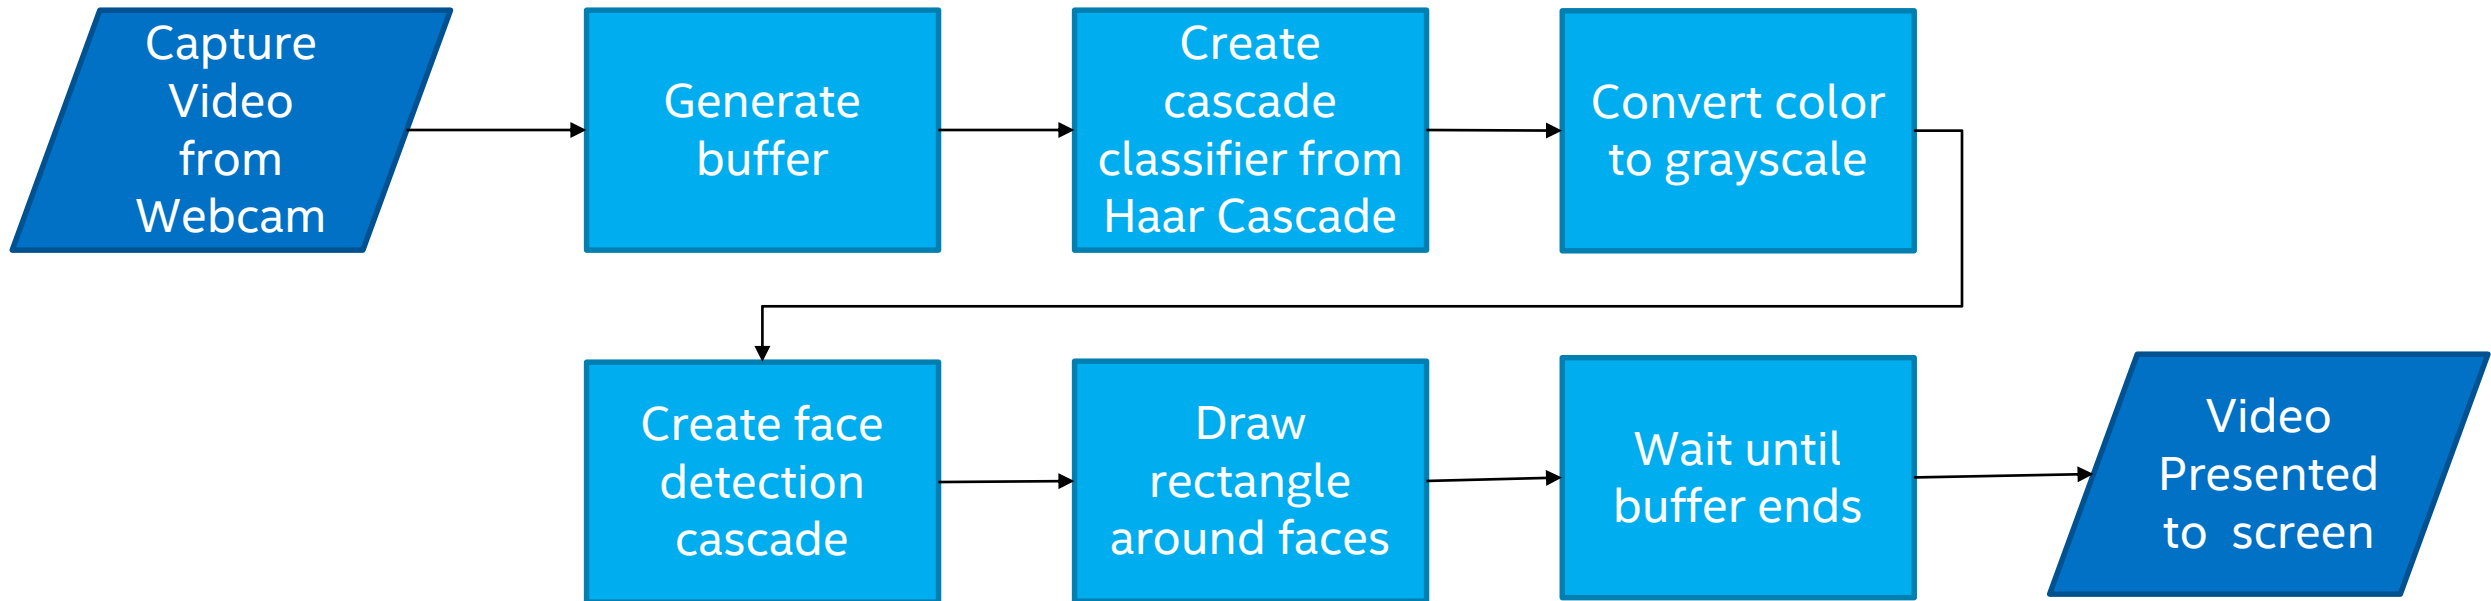 Capture
Video
from
Webcam
Generate
buffer
Create
cascade
classifier from
Haar Cascade
Convert color
to grayscale
Create face
detection
cascade
Draw
rectangle
around faces
Wait until
buffer ends
Video
Presented
to  screen